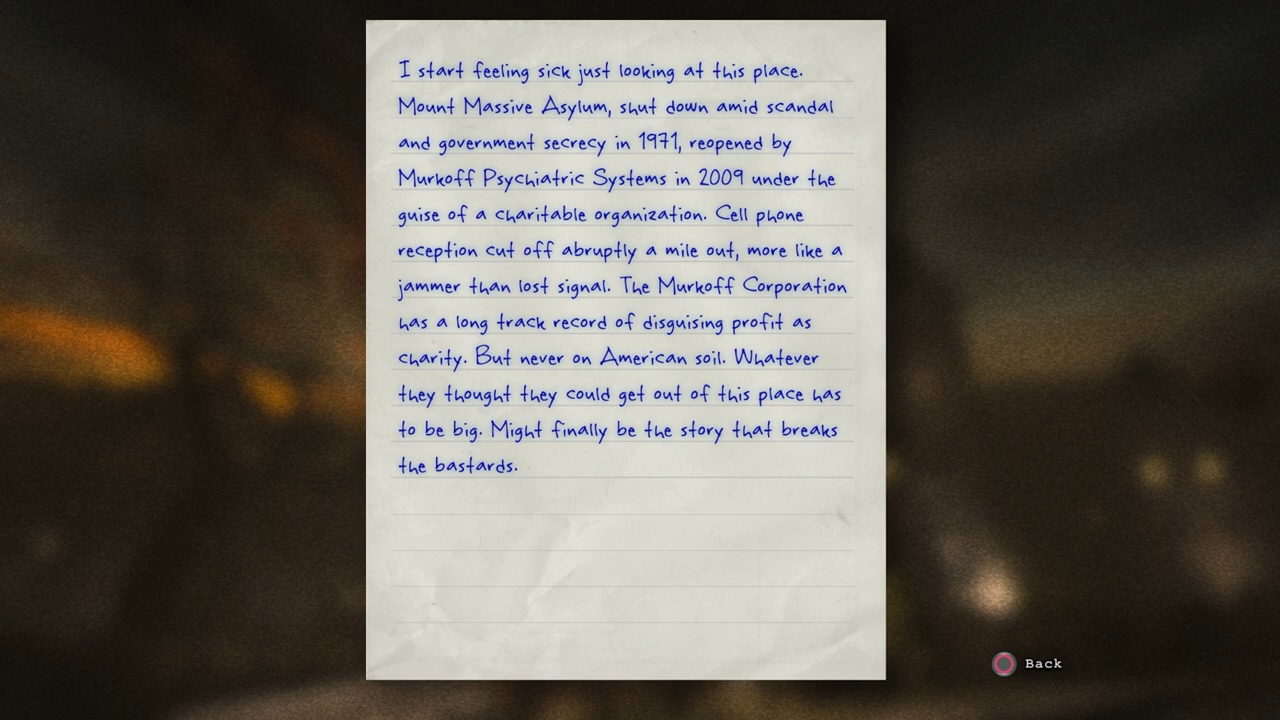 I start feeling sick just looking at this place.
Mount Massive Asylum, shut down amid scandal
and government secrecy in 1971, reopened by
Murkoff Psychiatric Systems in 2009 under the
guise of a charitable organization. Cell phone
reception cut off abruptly a mile out, more like a
jammer than lost signal. The Murkoff Corporation
has a long track record of disguising profit as
charity. But never on American soil. Whatever
they thought they could get out of this place has
to be big. Might finally be the story that breaks
the bastards.
Back